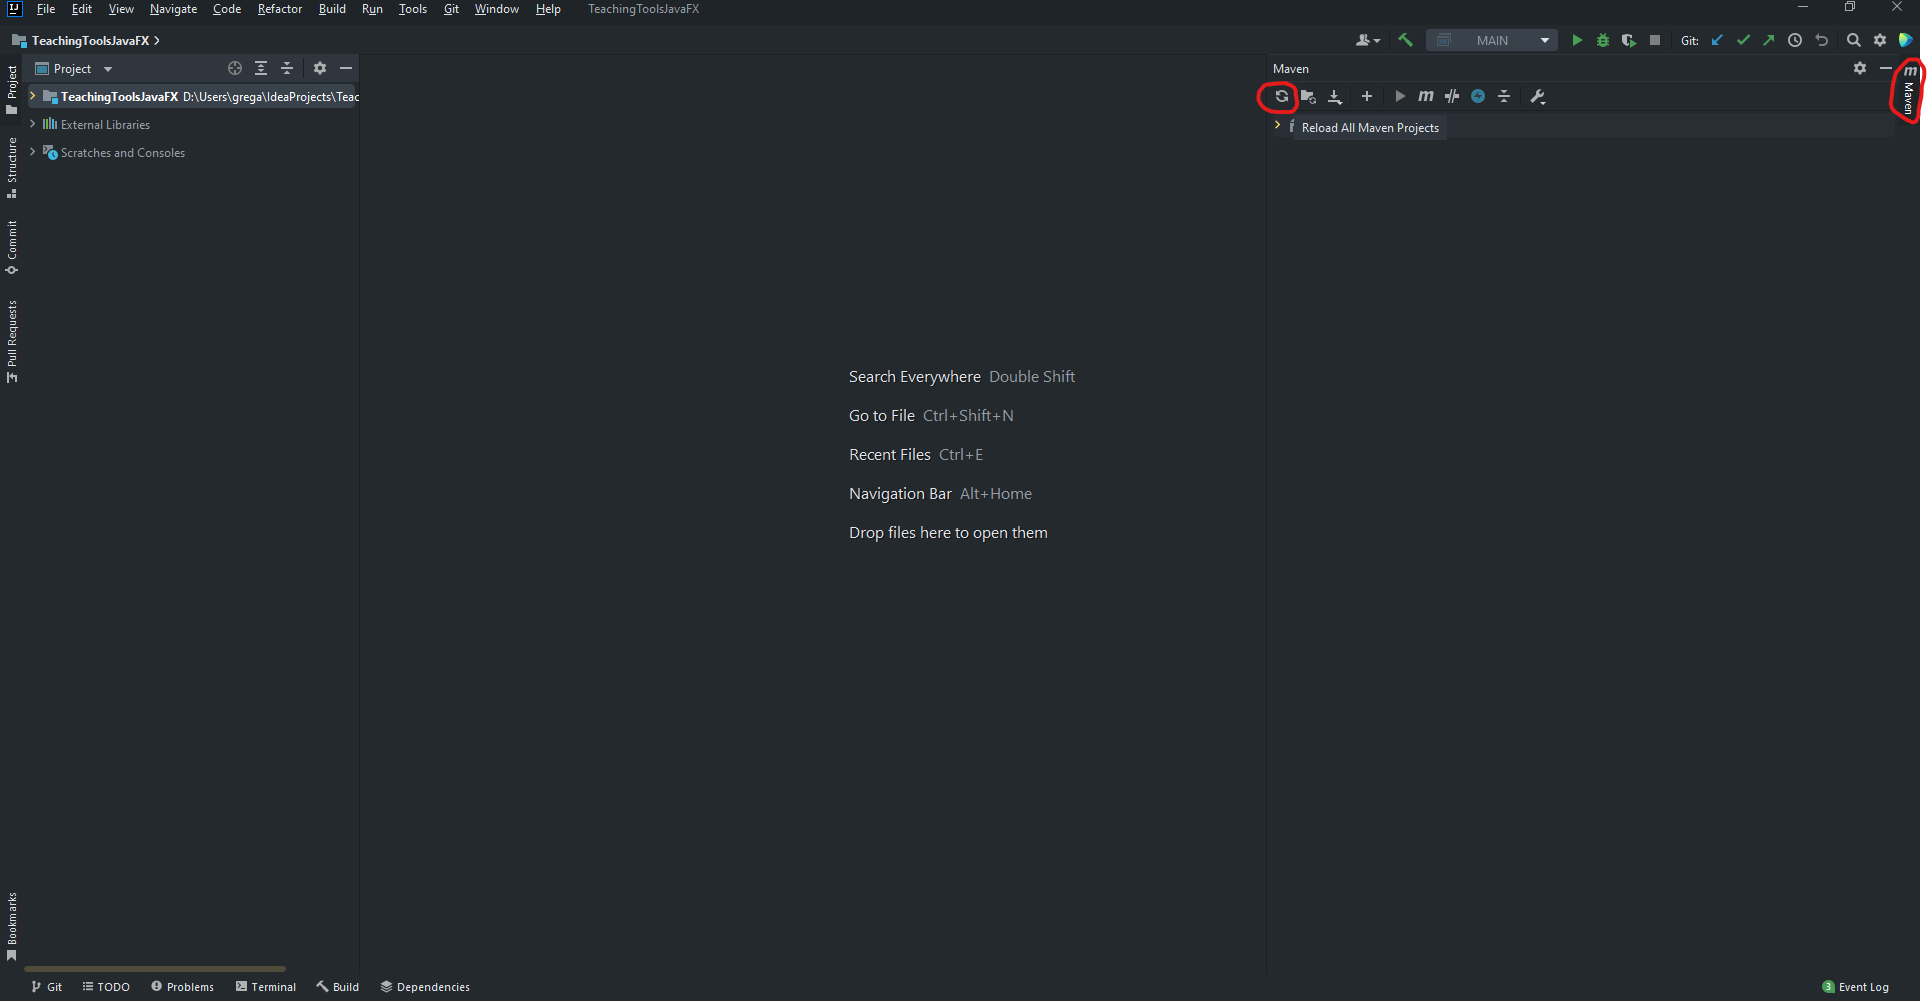 IJ File Edit View Navigate Code Refactor Build Run Tools Git Window Help TeachingToolsJavaFX
TeachingToolsJavaFX
MAIN
Git:
Project
Maven
m
TeachingToolsJavaFX D:\Users\grega\IdeaProjects\Teac
External Libraries
Scratches and Consoles
m
Reload All Maven Projects
Project
Structure
Commit
Pull Requests
Bookmarks
Maven
Search Everywhere Double Shift
Go to File Ctrl+Shift+N
Recent Files Ctrl+E
Navigation Bar Alt+Home
Drop files here to open them
Git TODO Problems Terminal Build Dependencies
3 Event Log